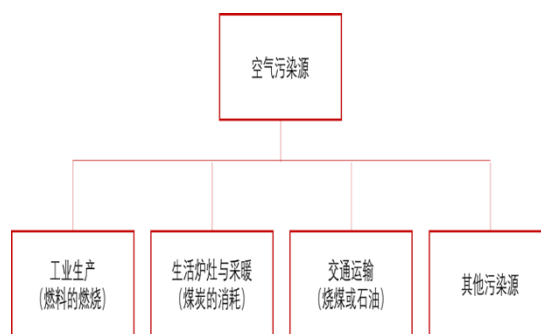 空气污染源
工业生产
(燃料的燃烧)
生活炉灶与采暖
(煤炭的消耗)
交通运输
(烧煤或石油)
其他污染源